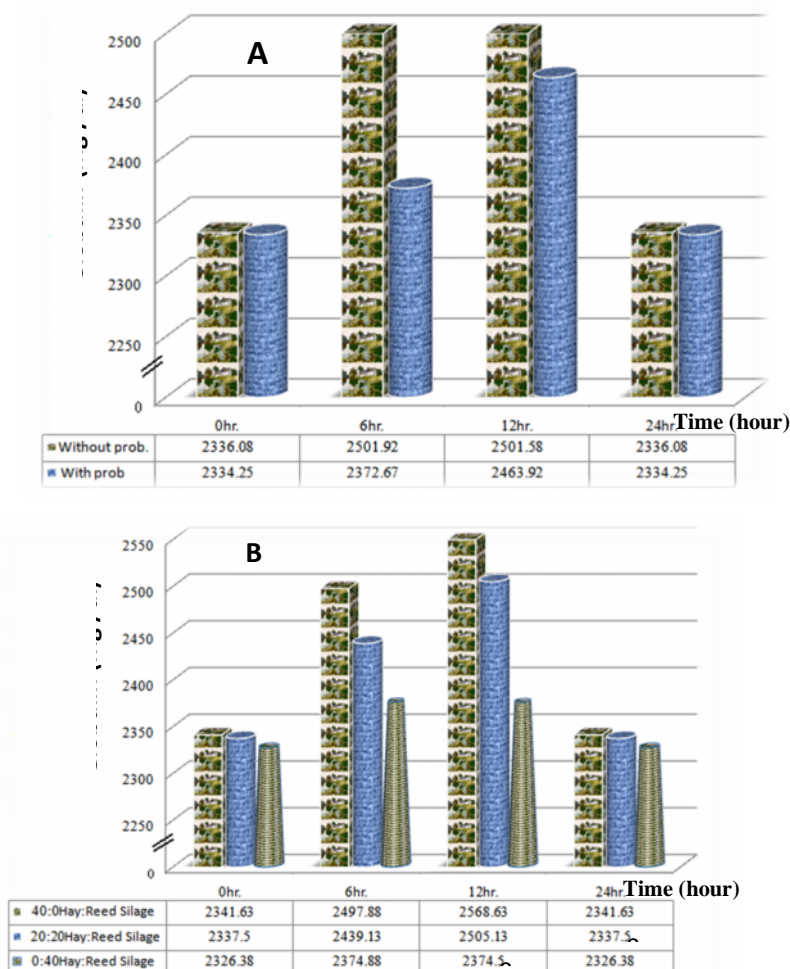 A
2500
2450
2400
2350
2300
2250
0
0hr. 6hr. 12hr. 24hr. Time (hour)
Without prob. 2336.08 2501.92 2501.58 2336.08
With prob 2334.25 2372.67 2463.92 2334.25
B
2550
2500
2450
2400
2350
2300
2250
0
0hr. 6hr. 12hr. 24hr. Time (hour)
40:0Hay:Reed Silage 2341.63 2497.88 2568.63 2341.63
20:20Hay:Reed Silage 2337.5 2439.13 2505.13 2337.5
0:40Hay:Reed Silage 2326.38 2374.88 2374.5 2326.38